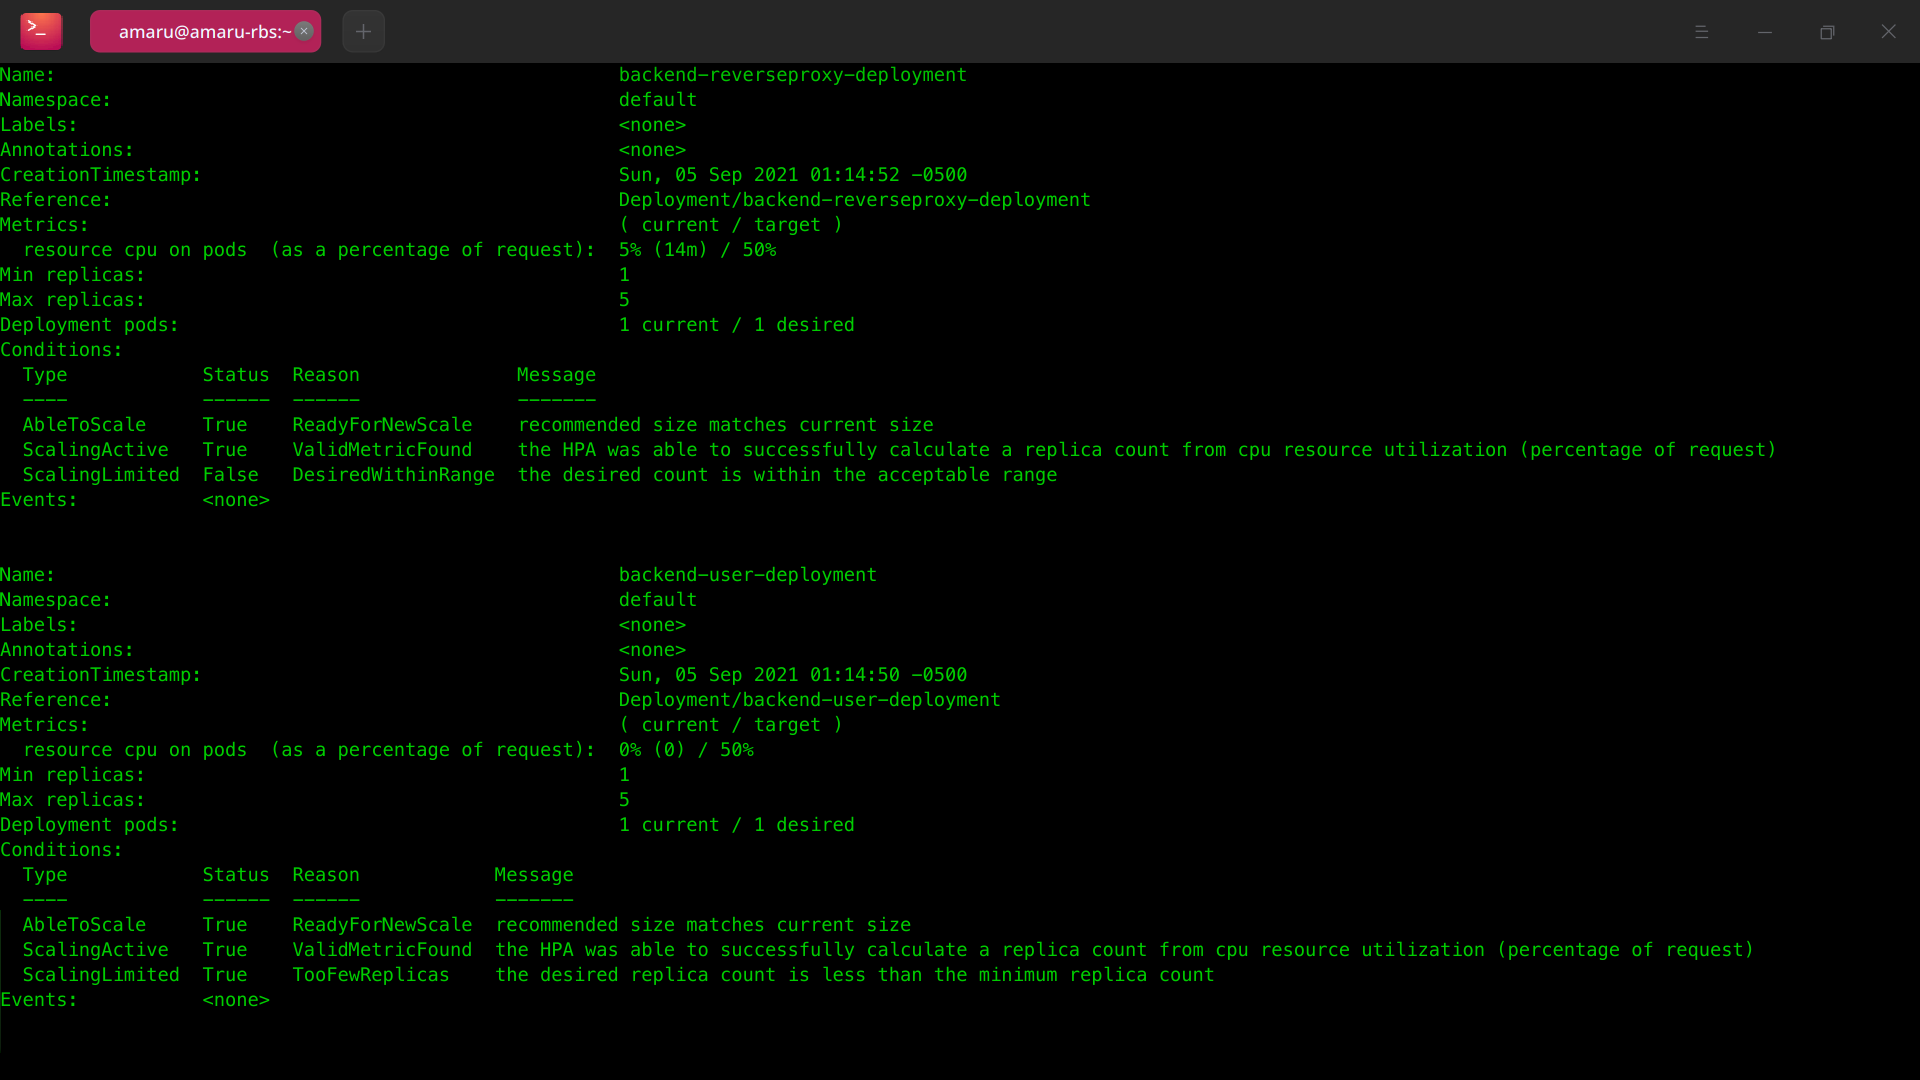 amaru@amaru-rbs:~
Name:                                                  backend-reverseproxy-deployment
Namespace:                                             default
Labels:                                                <none>
Annotations:                                           <none>
CreationTimestamp:                                     Sun, 05 Sep 2021 01:14:52 -0500
Reference:                                             Deployment/backend-reverseproxy-deployment
Metrics:                                               ( current / target )
  resource cpu on pods  (as a percentage of request):  5% (14m) / 50%
Min replicas:                                          1
Max replicas:                                          5
Deployment pods:                                       1 current / 1 desired
Conditions:
  Type            Status  Reason              Message
  ----            ------  ------              -------
  AbleToScale     True    ReadyForNewScale    recommended size matches current size
  ScalingActive   True    ValidMetricFound    the HPA was able to successfully calculate a replica count from cpu resource utilization (percentage of request)
  ScalingLimited  False   DesiredWithinRange  the desired count is within the acceptable range
Events:           <none>
Name:                                                  backend-user-deployment
Namespace:                                             default
Labels:                                                <none>
Annotations:                                           <none>
CreationTimestamp:                                     Sun, 05 Sep 2021 01:14:50 -0500
Reference:                                             Deployment/backend-user-deployment
Metrics:                                               ( current / target )
  resource cpu on pods  (as a percentage of request):  0% (0) / 50%
Min replicas:                                          1
Max replicas:                                          5
Deployment pods:                                       1 current / 1 desired
Conditions:
  Type            Status  Reason            Message
  ----            ------  ------            -------
  AbleToScale     True    ReadyForNewScale  recommended size matches current size
  ScalingActive   True    ValidMetricFound  the HPA was able to successfully calculate a replica count from cpu resource utilization (percentage of request)
  ScalingLimited  True    TooFewReplicas    the desired replica count is less than the minimum replica count
Events:           <none>